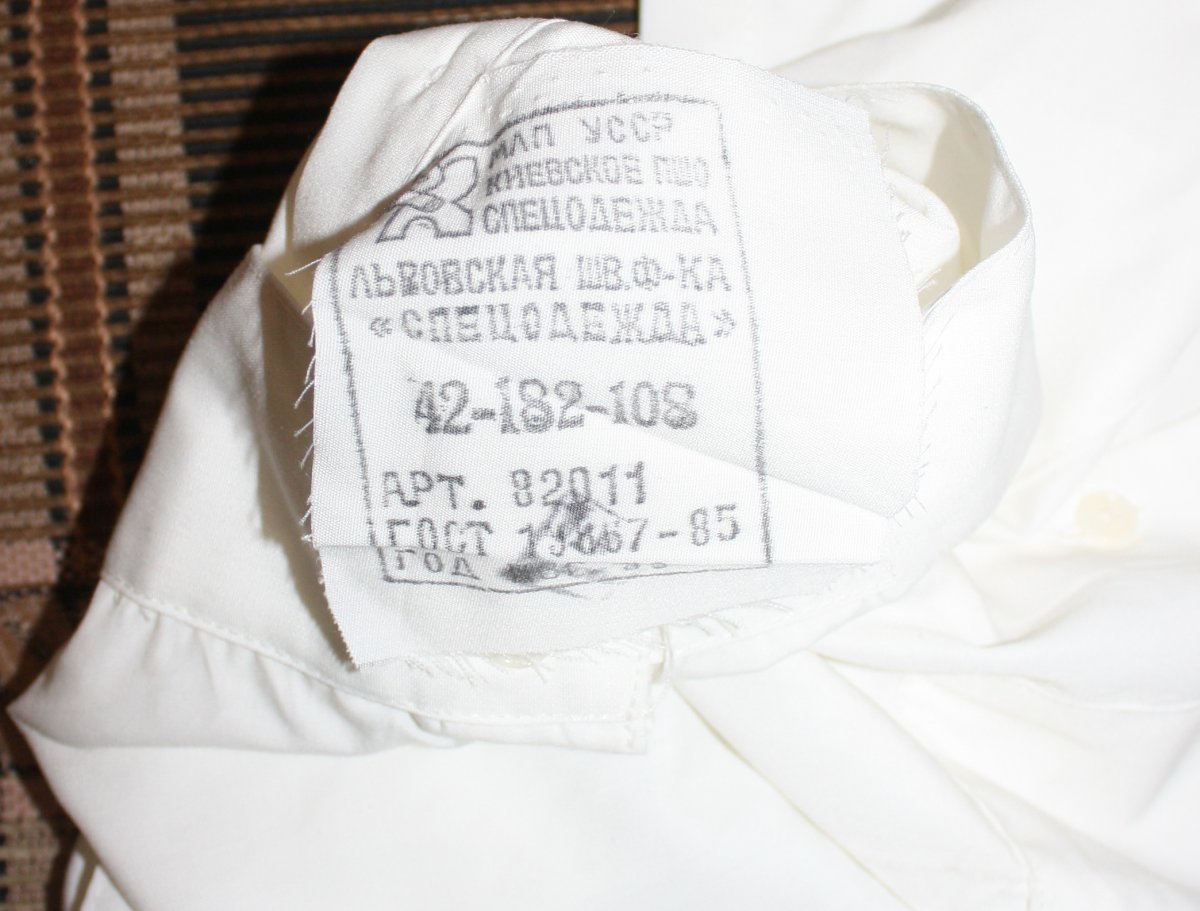 МЛП УССР
КИЕВСКОЕ ПШО
СПЕЦОДЕЖДА
ЛЬВОВСКАЯ ШВ.Ф-КА
«СПЕЦОДЕЖДА»
42-182-108
АРТ. 82011
ГОСТ
ГОД